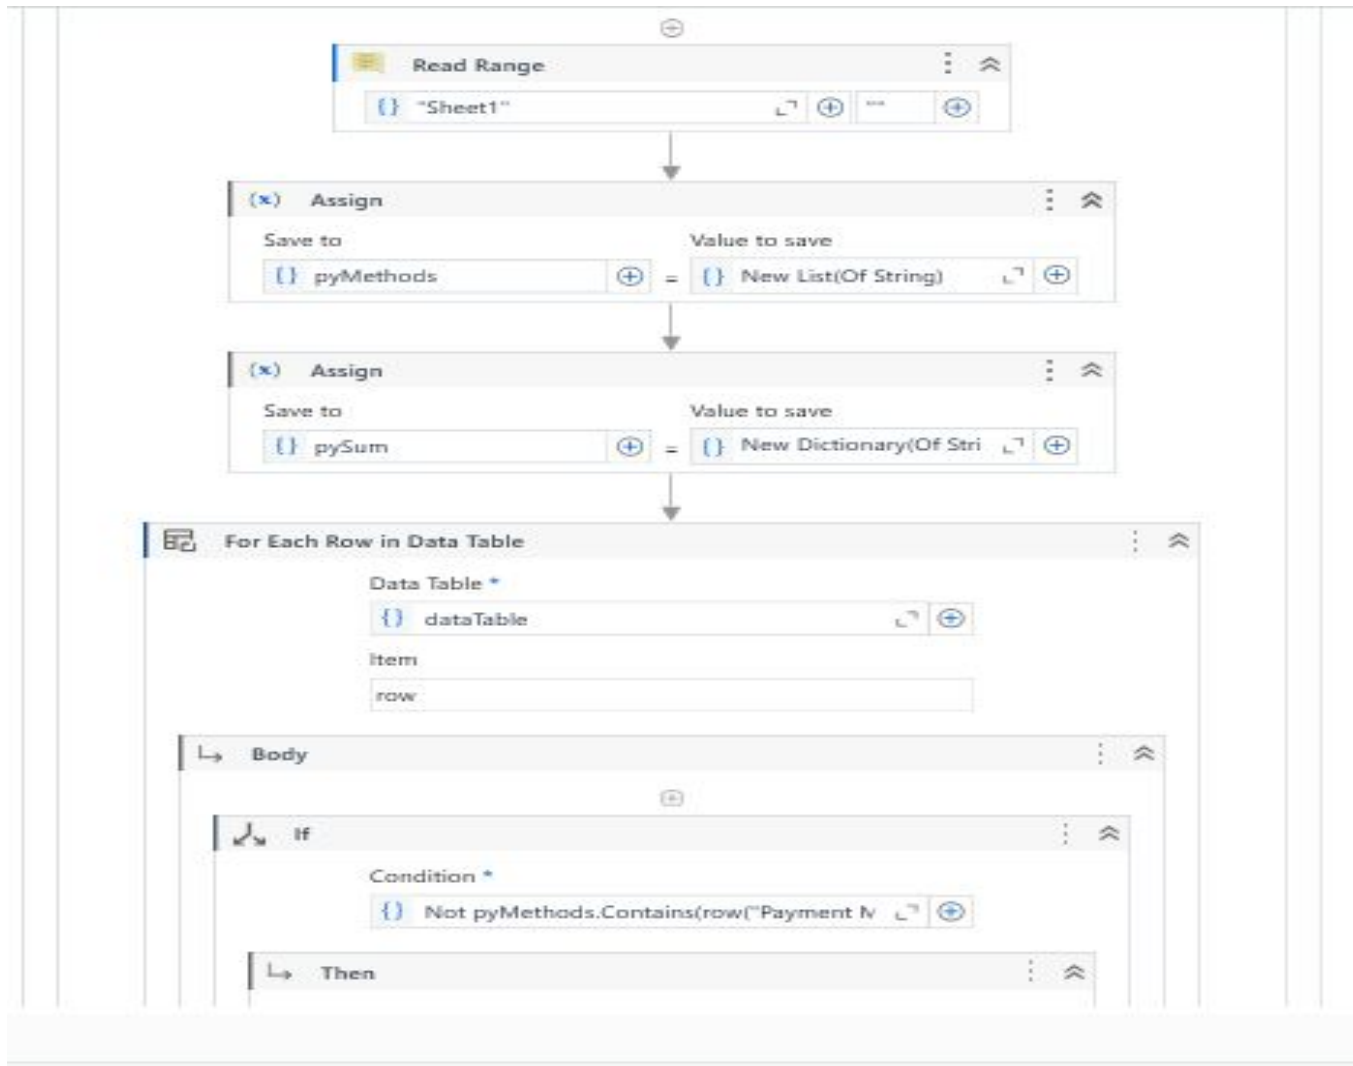 Read Range
{} "Sheet1" ""
(x) Assign
Save to Value to save
{} pyMethods = {} New List(Of String)
(x) Assign
Save to Value to save
{} pySum = {} New Dictionary(Of Stri
For Each Row in Data Table
Data Table *
{} dataTable
Item
row
Body
If
Condition *
{} Not pyMethods.Contains(row("Payment M
Then